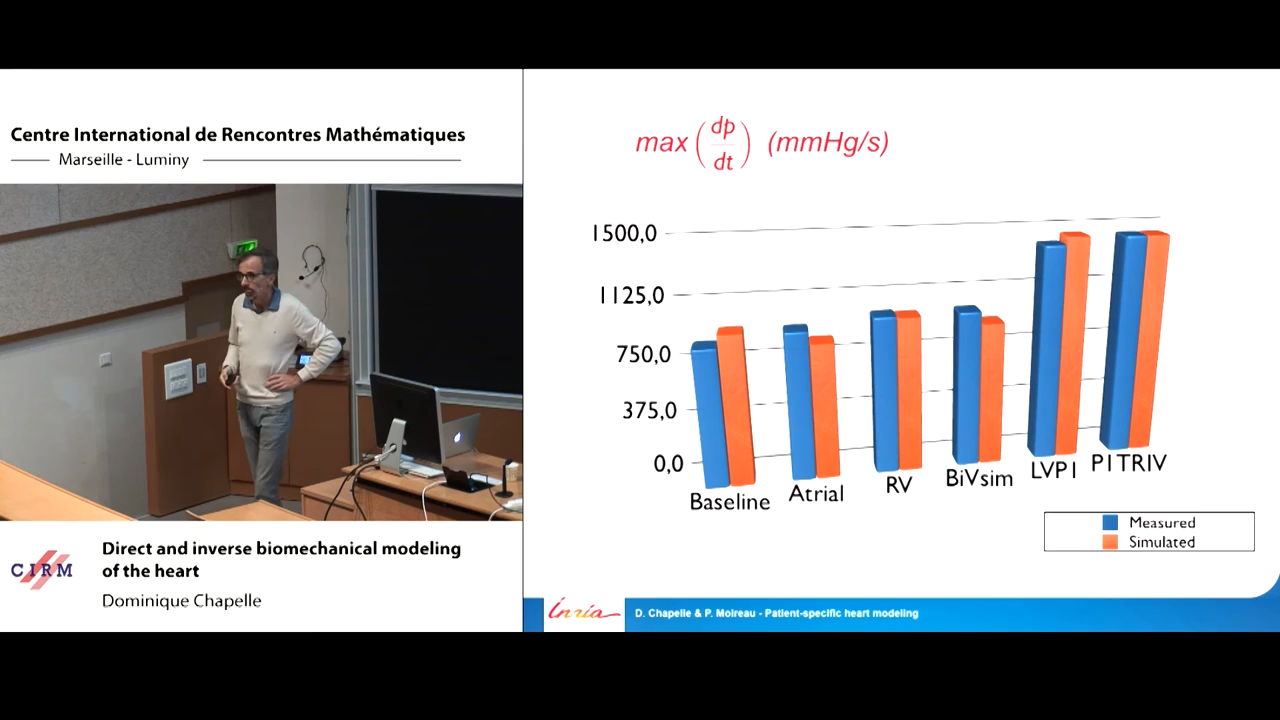 Centre International de Rencontres Mathématiques
Marseille - Luminy
Direct and inverse biomechanical modeling
of the heart
CIRM
Dominique Chapelle
max (dp/dt) (mmHg/s)
1500,0
1125,0
750,0
375,0
0,0
Baseline
Atrial
RV
BiVsim
LVP1
P1TRIV
Measured
Simulated
Inria
D. Chapelle & P. Moireau - Patient-specific heart modeling